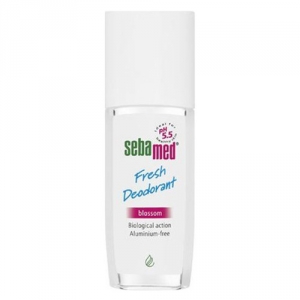 pH
5.5
sebamed®
Fresh
Deodorant
blossom
Biological action
Aluminium-free